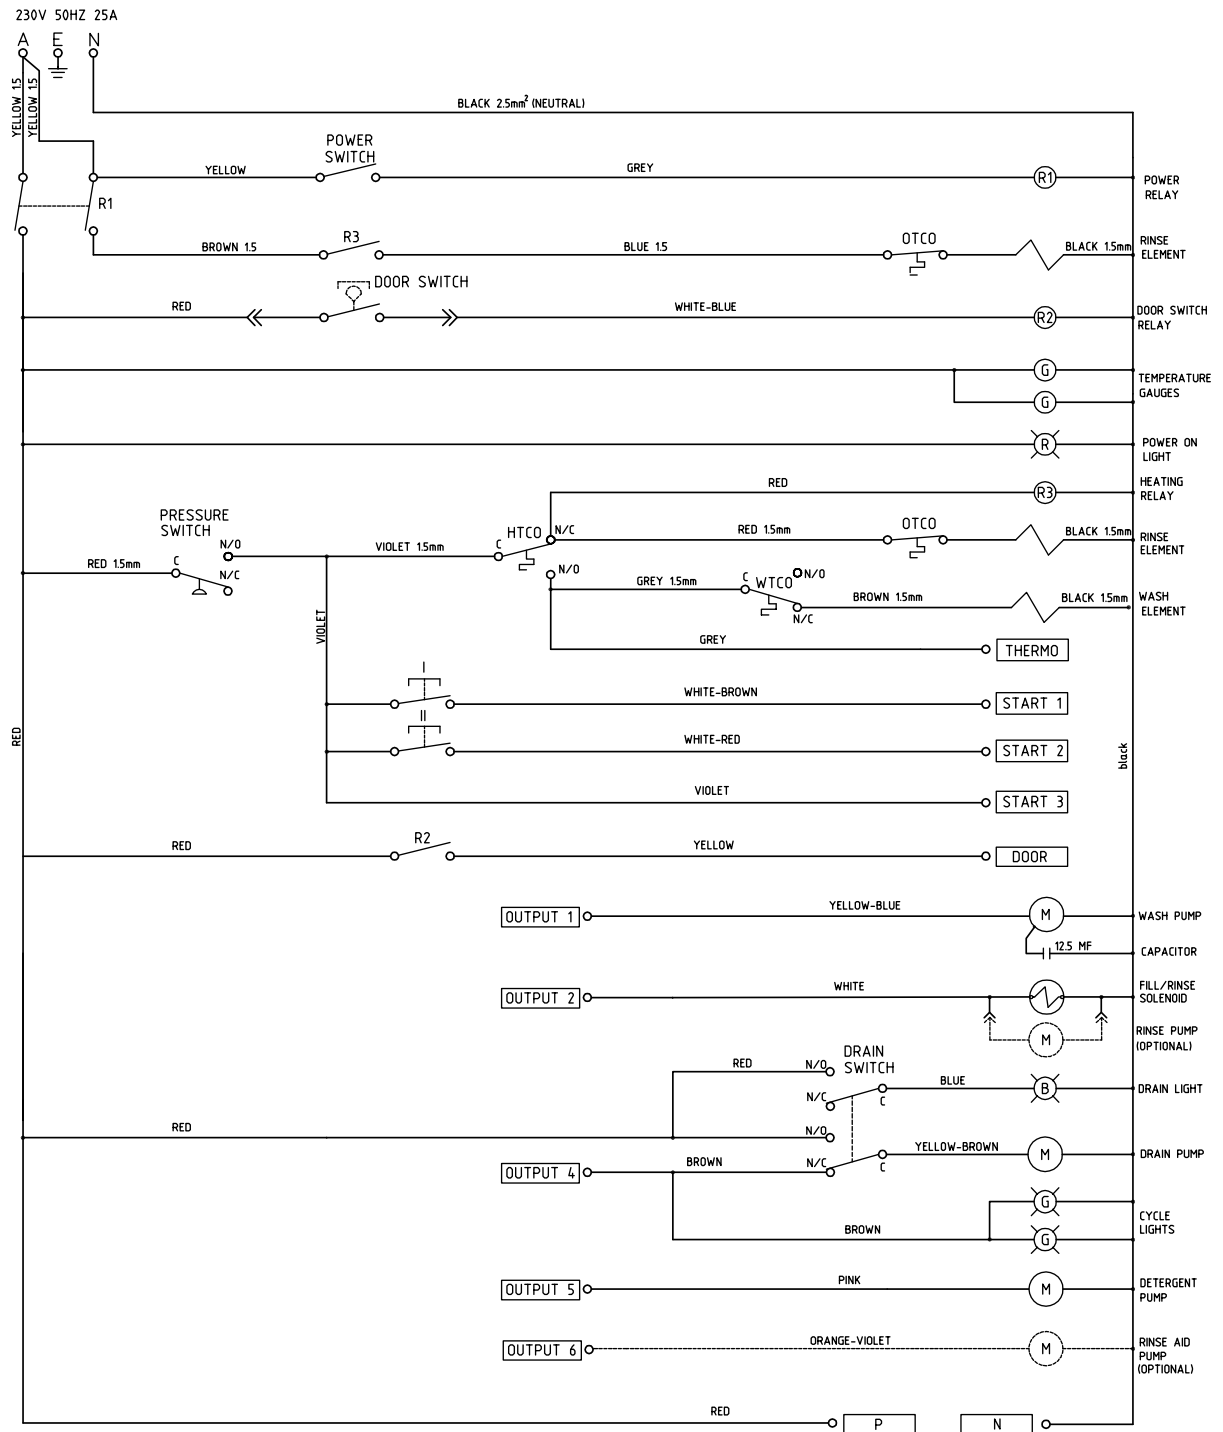 230V 50HZ 25A
A E N
YELLOW 1.5
YELLOW 1.5
BLACK 2.5mm² (NEUTRAL)
POWER
SWITCH
YELLOW
GREY
R1
POWER
RELAY
R1
BROWN 1.5
R3
BLUE 1.5
OTCO
BLACK 1.5mm
RINSE
ELEMENT
DOOR SWITCH
RED
WHITE-BLUE
R2
DOOR SWITCH
RELAY
G
G
TEMPERATURE
GAUGES
R
POWER ON
LIGHT
RED
R3
HEATING
RELAY
PRESSURE
SWITCH
N/O
RED 1.5mm
C
N/C
VIOLET 1.5mm
C
HTCO
N/C
RED 1.5mm
OTCO
BLACK 1.5mm
RINSE
ELEMENT
N/O
GREY 1.5mm
C
WTCO
N/O
N/C
BROWN 1.5mm
BLACK 1.5mm
WASH
ELEMENT
VIOLET
GREY
THERMO
I
WHITE-BROWN
START 1
II
WHITE-RED
START 2
RED
black
VIOLET
START 3
RED
R2
YELLOW
DOOR
OUTPUT 1
YELLOW-BLUE
M
WASH PUMP
12.5 MF
CAPACITOR
OUTPUT 2
WHITE
FILL/RINSE
SOLENOID
M
RINSE PUMP
(OPTIONAL)
DRAIN
SWITCH
RED
N/O
N/C
C
BLUE
B
DRAIN LIGHT
RED
N/O
OUTPUT 4
BROWN
N/C
C
YELLOW-BROWN
M
DRAIN PUMP
BROWN
G
G
CYCLE
LIGHTS
OUTPUT 5
PINK
M
DETERGENT
PUMP
OUTPUT 6
ORANGE-VIOLET
M
RINSE AID
PUMP
(OPTIONAL)
RED
P
N